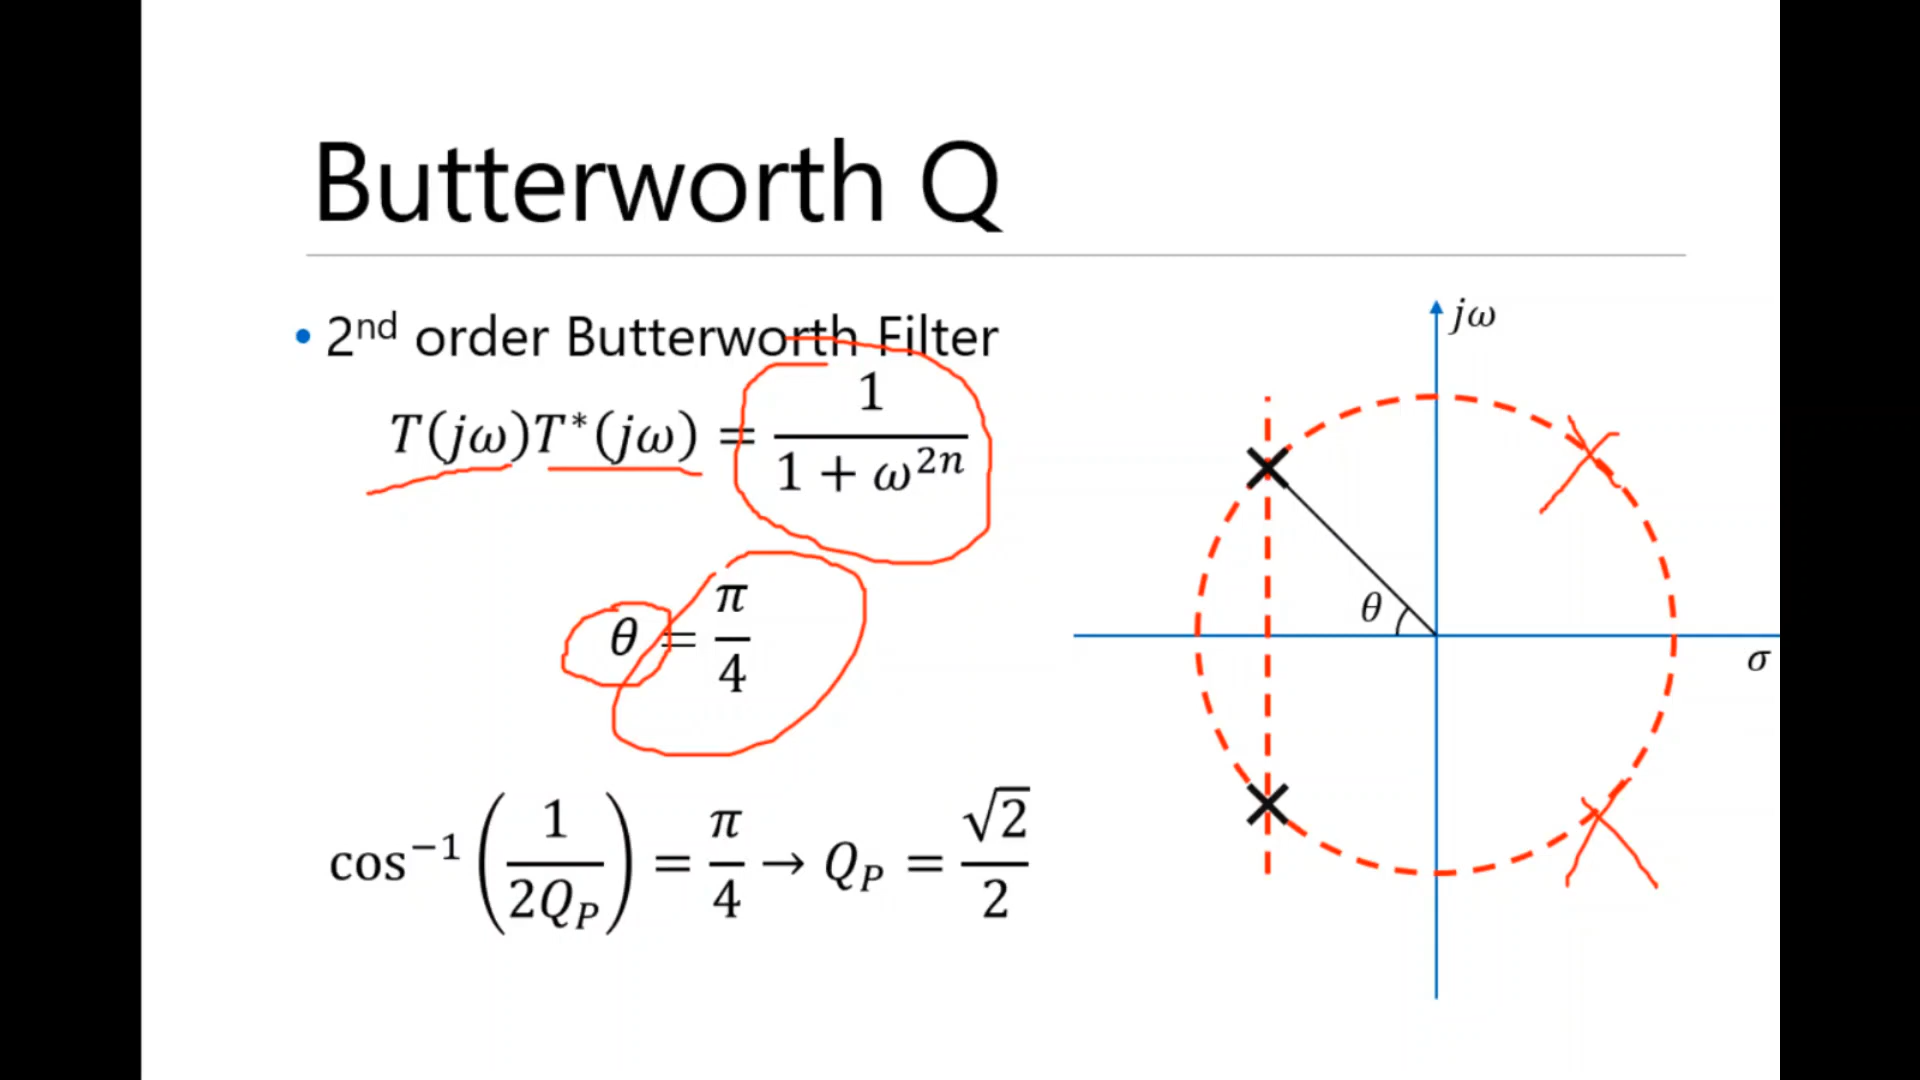 Butterworth Q
• 2nd order Butterworth Filter
T(jω)T*(jω) = 1 / (1 + ω^2n)
θ = π/4
cos⁻¹(1 / 2Q_P) = π/4 → Q_P = √2/2
jω
θ
σ